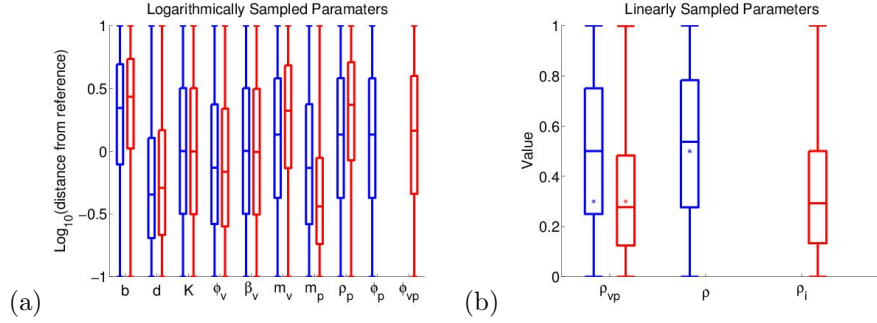 Logarithmically Sampled Paramaters
Log10(distance from reference)
1
0.5
0
−0.5
−1
b d K ϕv βv mv mp ρp ϕp ϕvp
(a)
Linearly Sampled Parameters
Value
1
0.8
0.6
0.4
0.2
0
ρvp ρ ρi
(b)